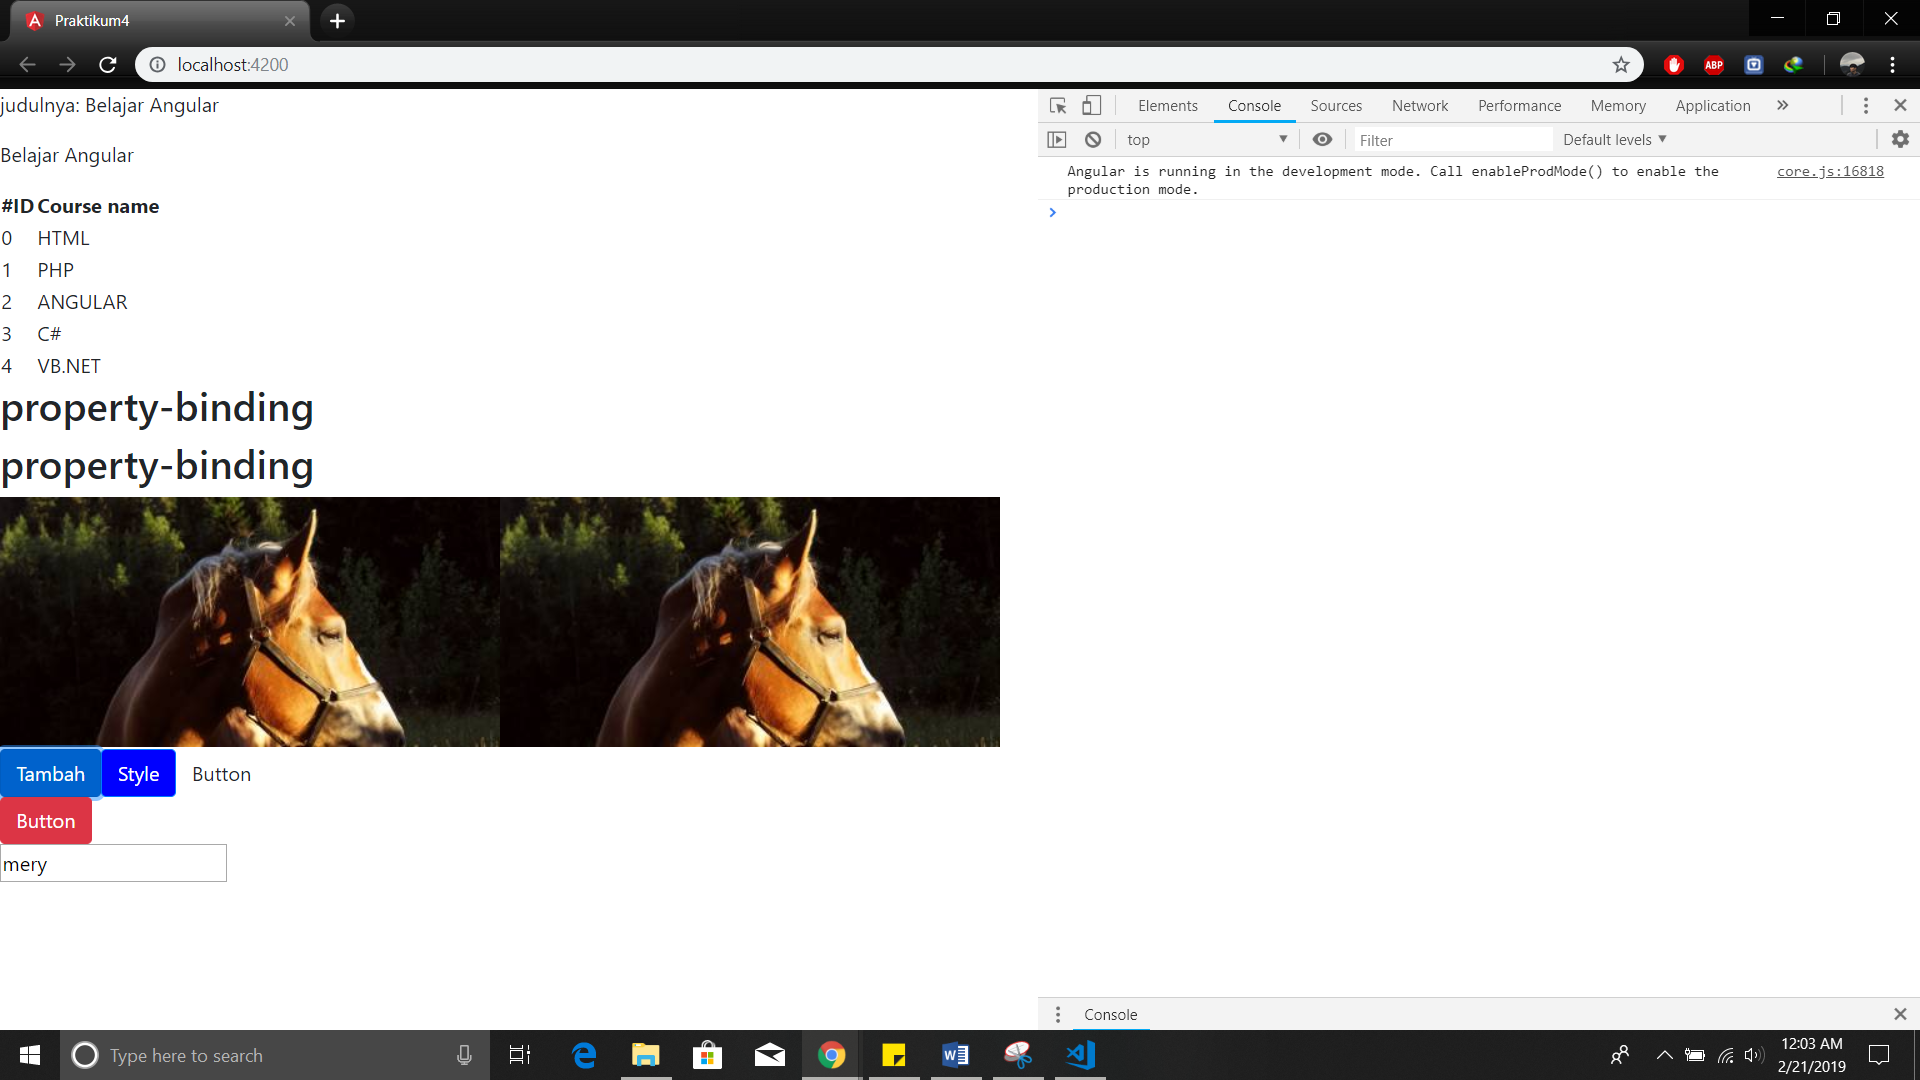 Praktikum4
localhost:4200
ABP
judulnya: Belajar Angular
Belajar Angular
#ID Course name
0 HTML
1 PHP
2 ANGULAR
3 C#
4 VB.NET
property-binding
property-binding
Tambah Style Button
Button
mery
Elements Console Sources Network Performance Memory Application
top Filter Default levels
Angular is running in the development mode. Call enableProdMode() to enable the core.js:16818
production mode.
Console
Type here to search
12:03 AM
2/21/2019